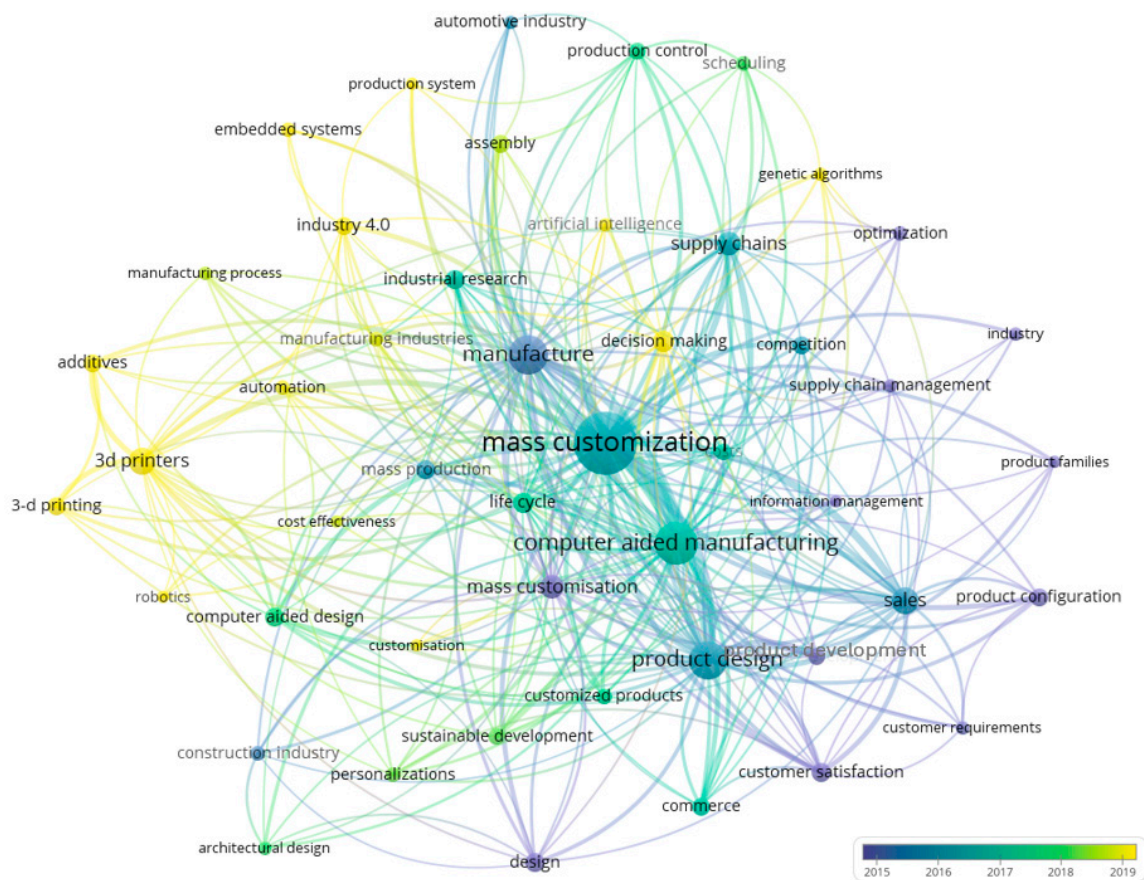 automotive industry
production control
scheduling
production system
embedded systems
assembly
genetic algorithms
industry 4.0
artificial intelligence
optimization
supply chains
manufacturing process
industrial research
manufacturing industries
decision making
competition
industry
manufacture
additives
automation
supply chain management
mass customization
costs
3d printers
mass production
product families
3-d printing
life cycle
information management
cost effectiveness
computer aided manufacturing
mass customisation
robotics
sales
product configuration
computer aided design
customisation
product development
product design
customized products
customer requirements
sustainable development
construction industry
personalizations
customer satisfaction
commerce
architectural design
design
2015 2016 2017 2018 2019